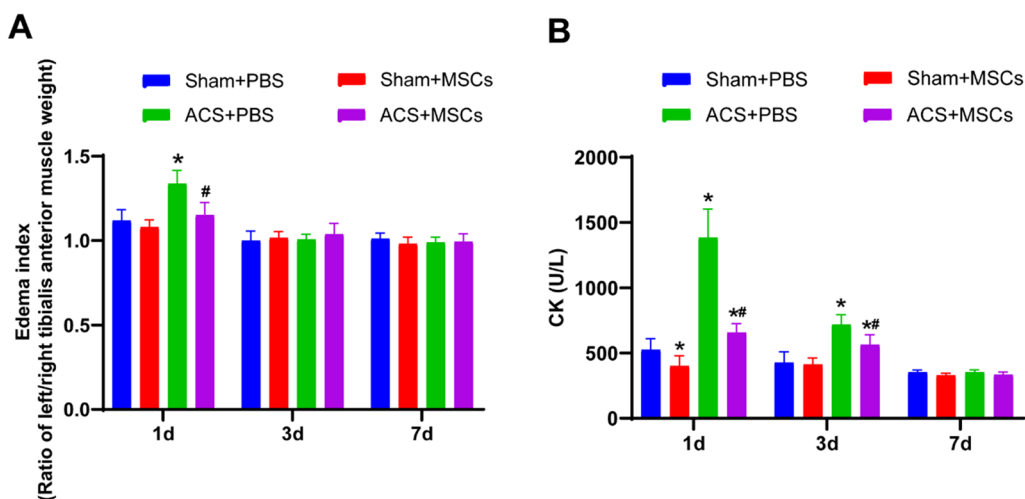 A
Sham+PBS Sham+MSCs
ACS+PBS ACS+MSCs
Edema index
(Ratio of left/right tibialis anterior muscle weight)
1.5
1.0
0.5
0.0
*
#
1d 3d 7d
B
Sham+PBS Sham+MSCs
ACS+PBS ACS+MSCs
CK (U/L)
2000
1500
1000
500
0
*
*
*#
*
*#
1d 3d 7d